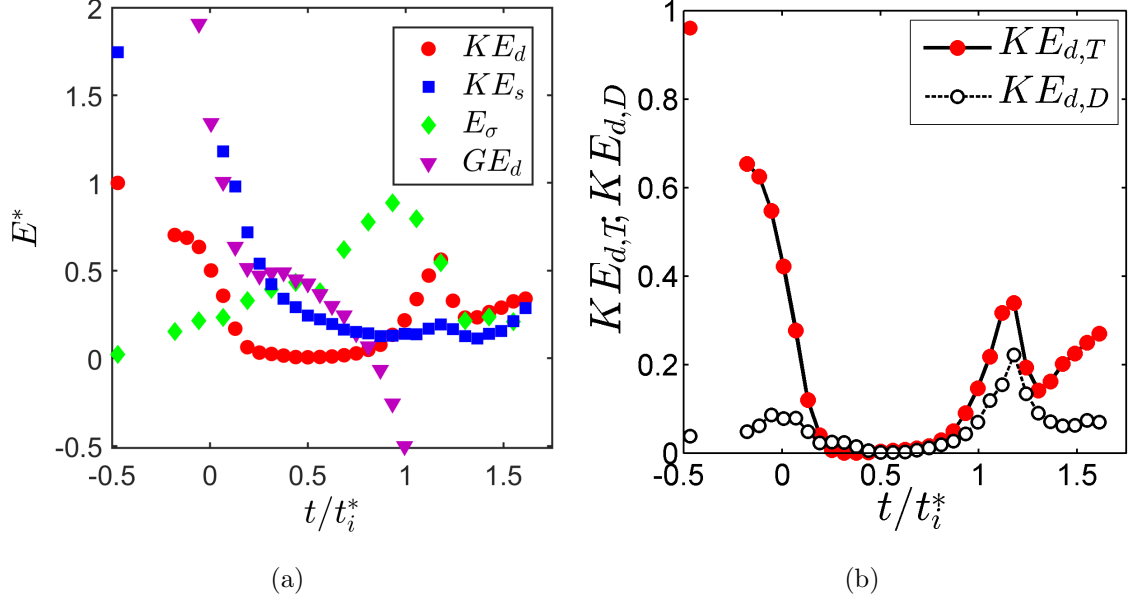 2
1.5
1
0.5
0
-0.5
-0.5
0
0.5
1
1.5
E*
t/t_i^*
KE_d
KE_s
E_σ
GE_d
(a)
1
0.8
0.6
0.4
0.2
0
-0.5
0
0.5
1
1.5
KE_{d,T}; KE_{d,D}
t/t_i^*
KE_{d,T}
KE_{d,D}
(b)